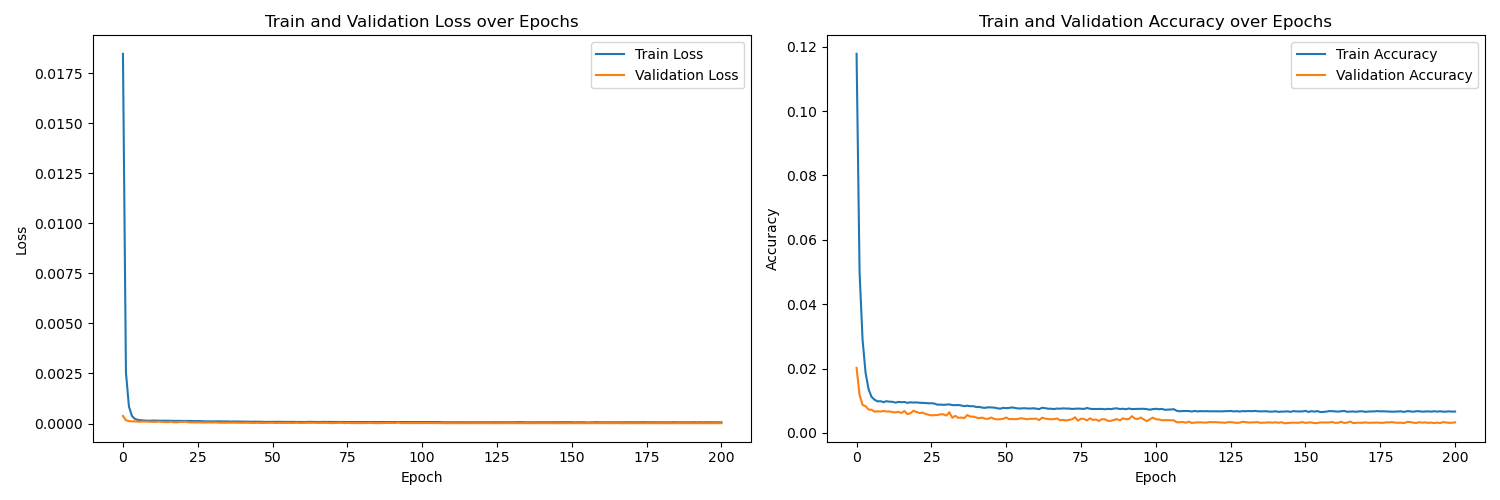 Train and Validation Loss over Epochs
Train Loss
Validation Loss
0.0175
0.0150
0.0125
0.0100
0.0075
0.0050
0.0025
0.0000
Loss
0 25 50 75 100 125 150 175 200
Epoch
Train and Validation Accuracy over Epochs
Train Accuracy
Validation Accuracy
0.12
0.10
0.08
0.06
0.04
0.02
0.00
Accuracy
0 25 50 75 100 125 150 175 200
Epoch